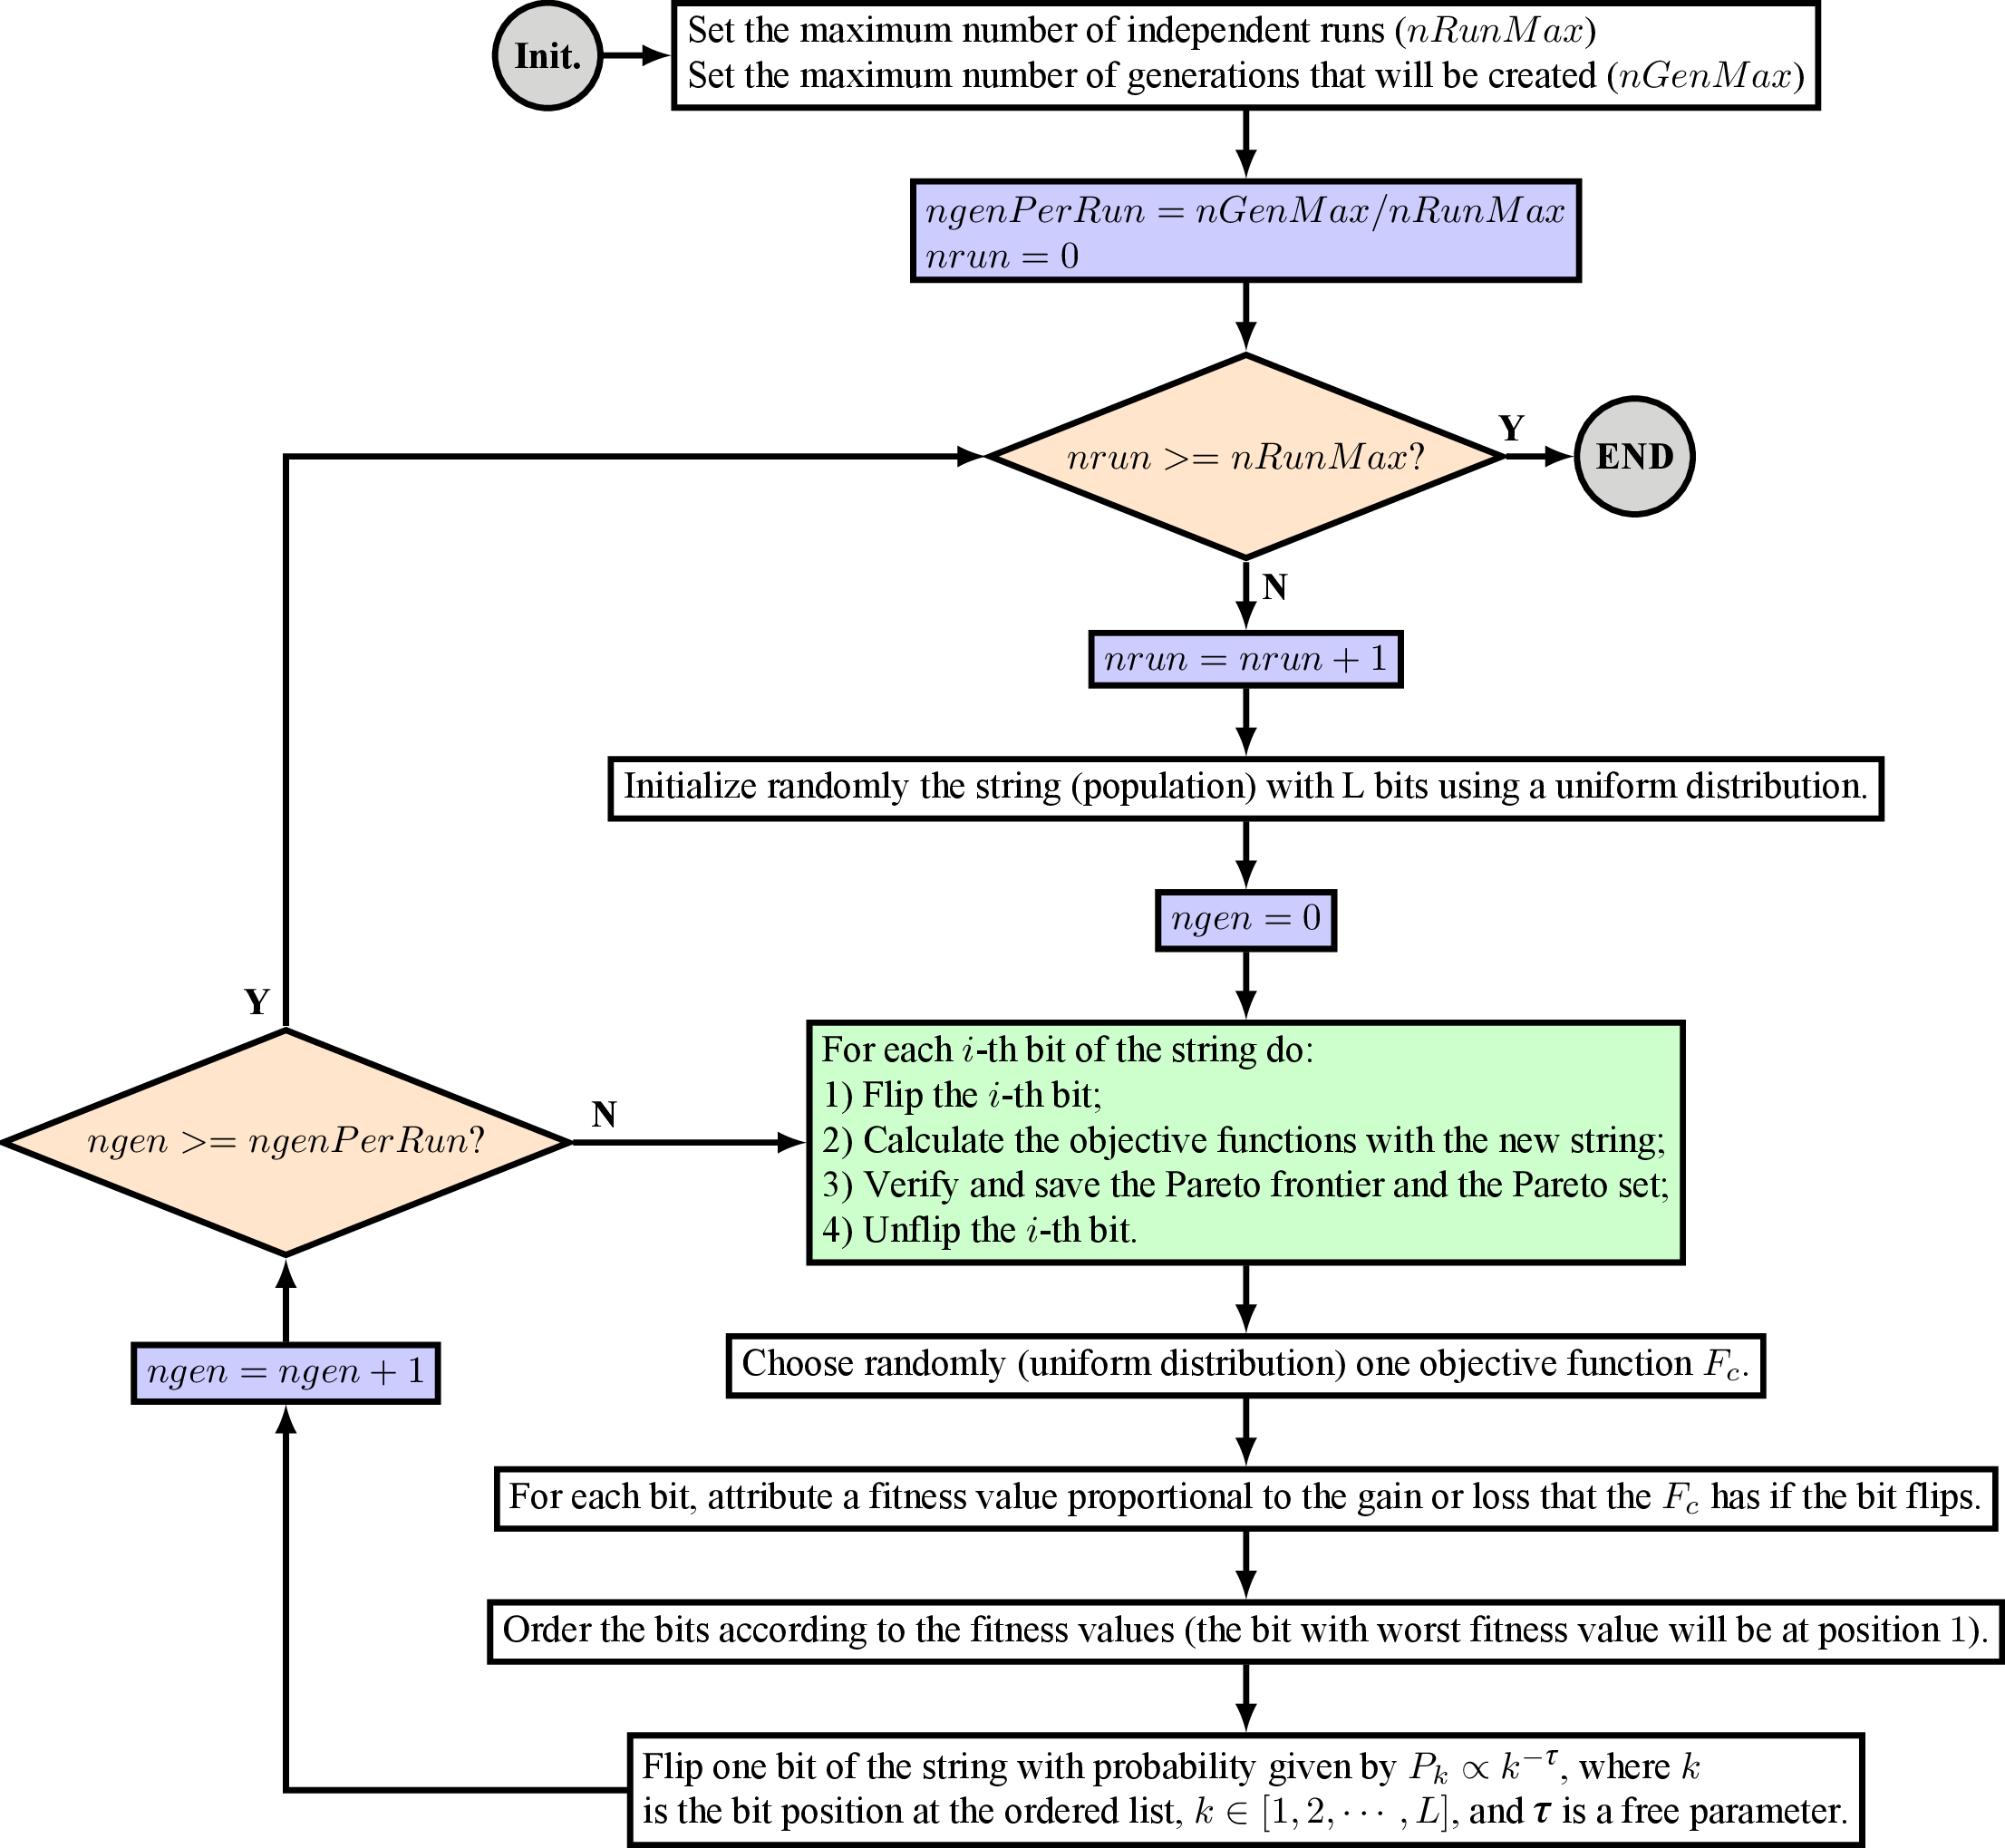 Init.
Set the maximum number of independent runs (nRunMax)
Set the maximum number of generations that will be created (nGenMax)
ngenPerRun = nGenMax/nRunMax
nrun = 0
nrun >= nRunMax?
Y
END
N
nrun = nrun + 1
Initialize randomly the string (population) with L bits using a uniform distribution.
ngen = 0
For each i-th bit of the string do:
1) Flip the i-th bit;
2) Calculate the objective functions with the new string;
3) Verify and save the Pareto frontier and the Pareto set;
4) Unflip the i-th bit.
Choose randomly (uniform distribution) one objective function F_c.
For each bit, attribute a fitness value proportional to the gain or loss that the F_c has if the bit flips.
Order the bits according to the fitness values (the bit with worst fitness value will be at position 1).
Flip one bit of the string with probability given by P_k ∝ k^{−τ}, where k
is the bit position at the ordered list, k ∈ [1, 2, ⋯ , L], and τ is a free parameter.
ngen = ngen + 1
ngen >= ngenPerRun?
Y
N